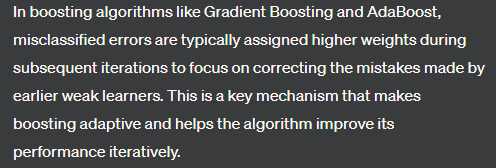 In boosting algorithms like Gradient Boosting and AdaBoost,
misclassified errors are typically assigned higher weights during
subsequent iterations to focus on correcting the mistakes made by
earlier weak learners. This is a key mechanism that makes
boosting adaptive and helps the algorithm improve its
performance iteratively.